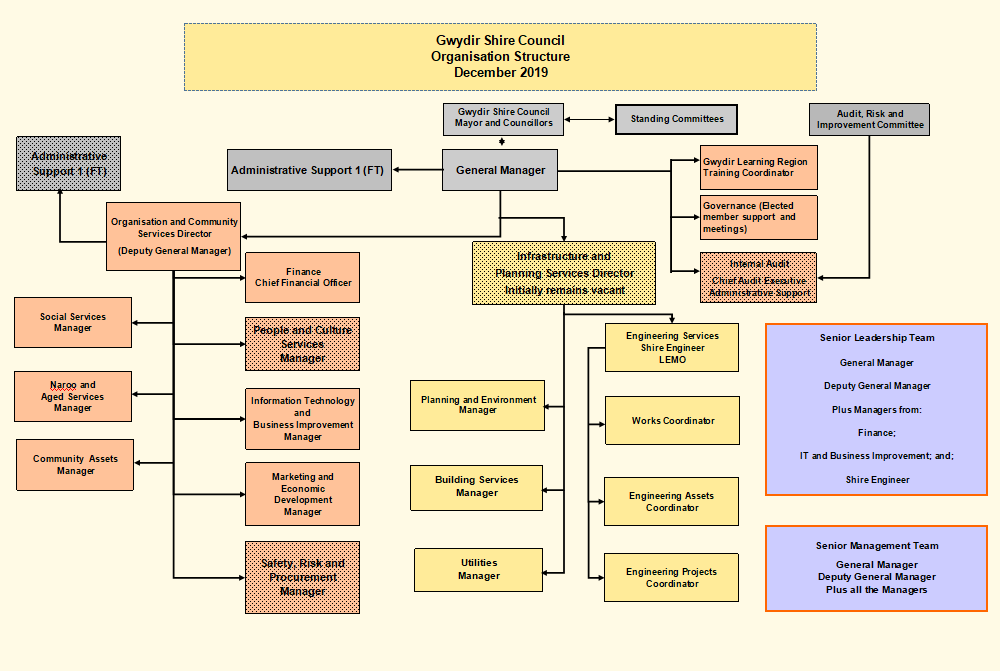 Gwydir Shire Council
Organisation Structure
December 2019
Gwydir Shire Council
Mayor and Councillors
Standing Committees
Audit, Risk and
Improvement Committee
Administrative
Support 1 (FT)
Administrative Support 1 (FT)
General Manager
Gwydir Learning Region
Training Coordinator
Governance (Elected
member support and
meetings)
Internal Audit
Chief Audit Executive
Administrative Support
Organisation and Community
Services Director
(Deputy General Manager)
Infrastructure and
Planning Services Director
Initially remains vacant
Finance
Chief Financial Officer
Social Services
Manager
People and Culture
Services
Manager
Naroo and
Aged Services
Manager
Information Technology
and
Business Improvement
Manager
Community Assets
Manager
Marketing and
Economic
Development
Manager
Safety, Risk and
Procurement
Manager
Engineering Services
Shire Engineer
LEMO
Planning and Environment
Manager
Works Coordinator
Building Services
Manager
Engineering Assets
Coordinator
Utilities
Manager
Engineering Projects
Coordinator
Senior Leadership Team
General Manager
Deputy General Manager
Plus Managers from:
Finance;
IT and Business Improvement; and;
Shire Engineer
Senior Management Team
General Manager
Deputy General Manager
Plus all the Managers